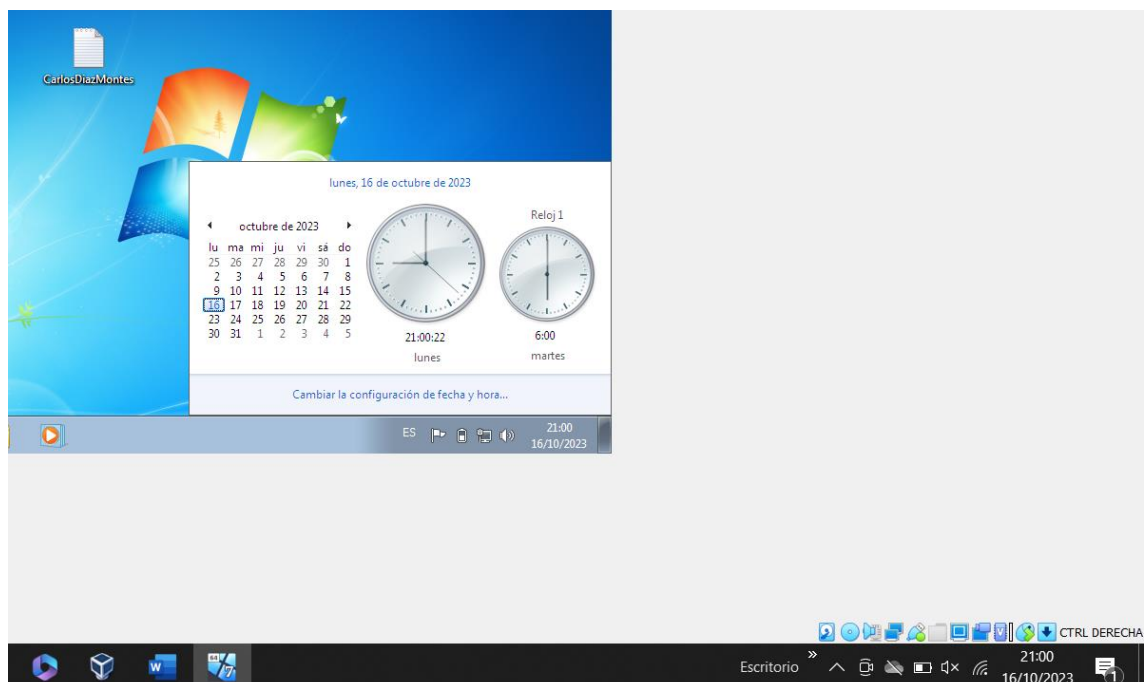 CarlosDiazMontes
lunes, 16 de octubre de 2023
octubre de 2023
lu ma mi ju vi sá do
25 26 27 28 29 30 1
2 3 4 5 6 7 8
9 10 11 12 13 14 15
16 17 18 19 20 21 22
23 24 25 26 27 28 29
30 31 1 2 3 4 5
21:00:22
lunes
Reloj 1
6:00
martes
Cambiar la configuración de fecha y hora...
ES
21:00
16/10/2023
CTRL DERECHA
W
64
7
Escritorio »
21:00
16/10/2023
1